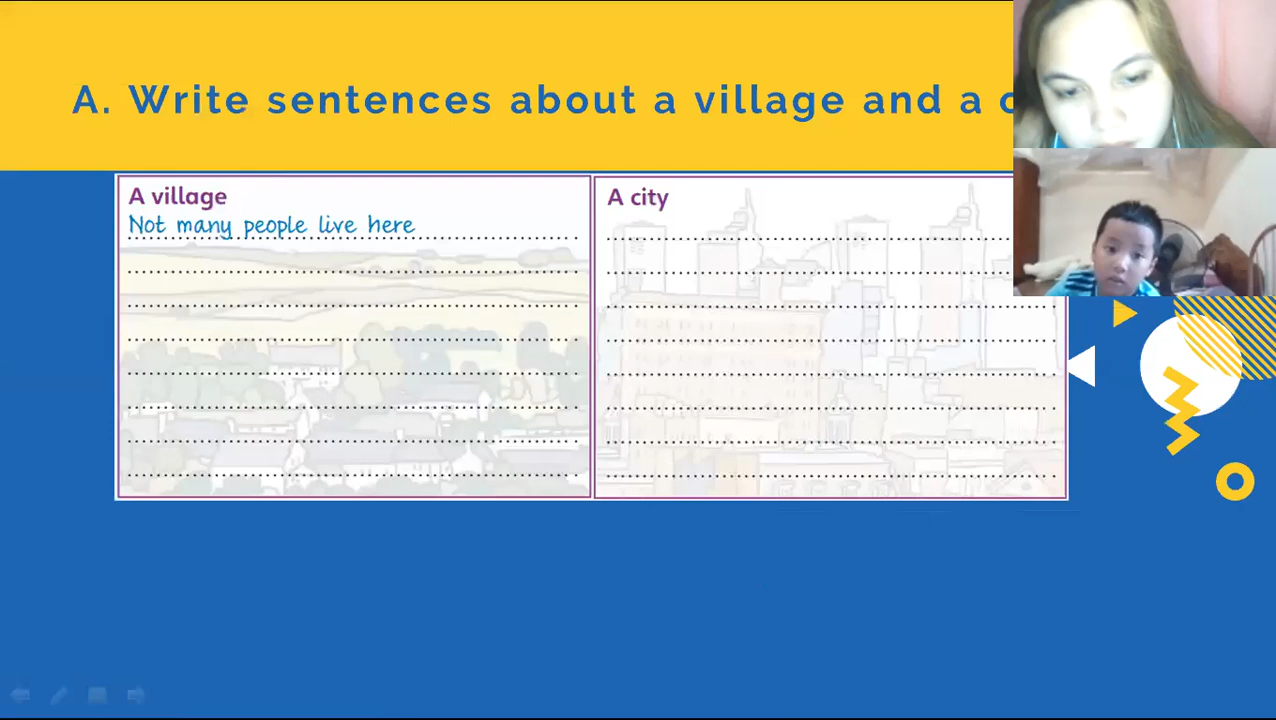 A. Write sentences about a village and a
A village
Not many people live here
A city